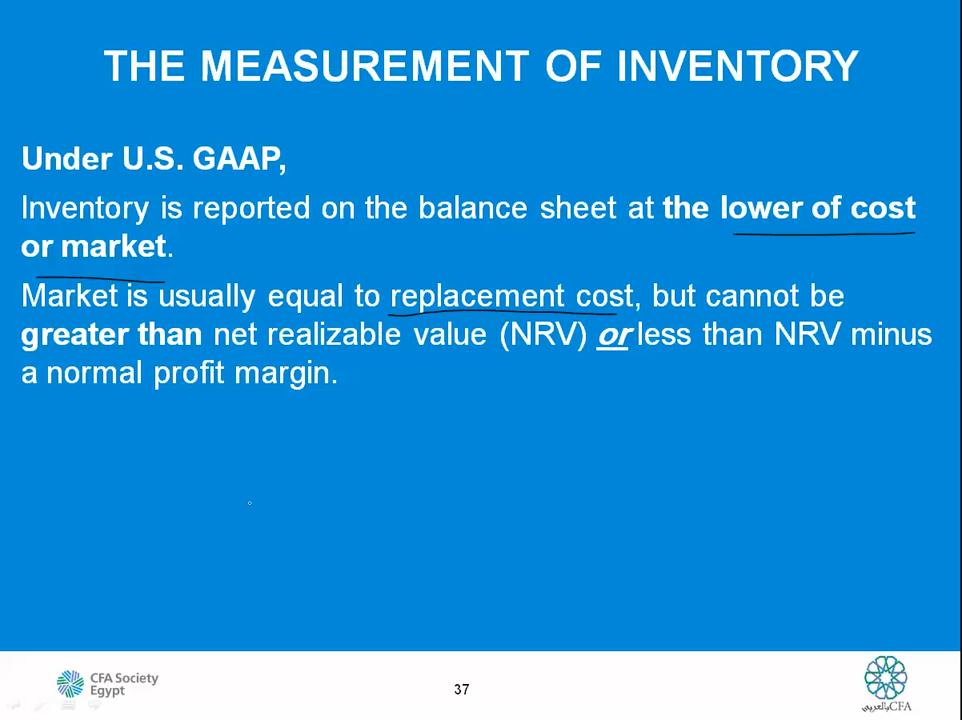 THE MEASUREMENT OF INVENTORY
Under U.S. GAAP,
Inventory is reported on the balance sheet at the lower of cost
or market.
Market is usually equal to replacement cost, but cannot be
greater than net realizable value (NRV) or less than NRV minus
a normal profit margin.
CFA Society
Egypt
37
CFAبالعربي